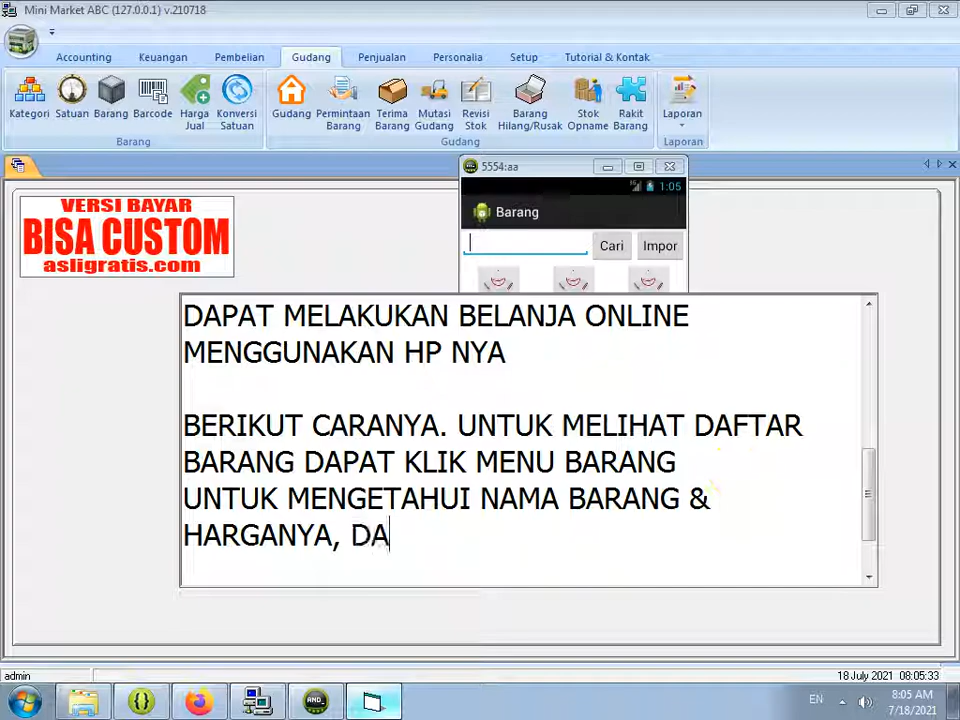 Mini Market ABC (127.0.0.1) v.210718
Accounting Keuangan Pembelian Gudang Penjualan Personalia Setup Tutorial & Kontak
Kategori Satuan Barang Barcode Harga Jual Konversi Satuan Gudang Permintaan Barang Terima Barang Mutasi Gudang Revisi Stok Barang Hilang/Rusak Stok Opname Rakit Barang Laporan
Barang Gudang Laporan
5554:aa
1:05
VERSI BAYAR
BISA CUSTOM
asligratis.com
Barang
Cari Impor
DAPAT MELAKUKAN BELANJA ONLINE
MENGGUNAKAN HP NYA
BERIKUT CARANYA. UNTUK MELIHAT DAFTAR
BARANG DAPAT KLIK MENU BARANG
UNTUK MENGETAHUI NAMA BARANG &
HARGANYA, DA
admin 18 July 2021 08:05:33
AND
EN 8:05 AM
7/18/2021